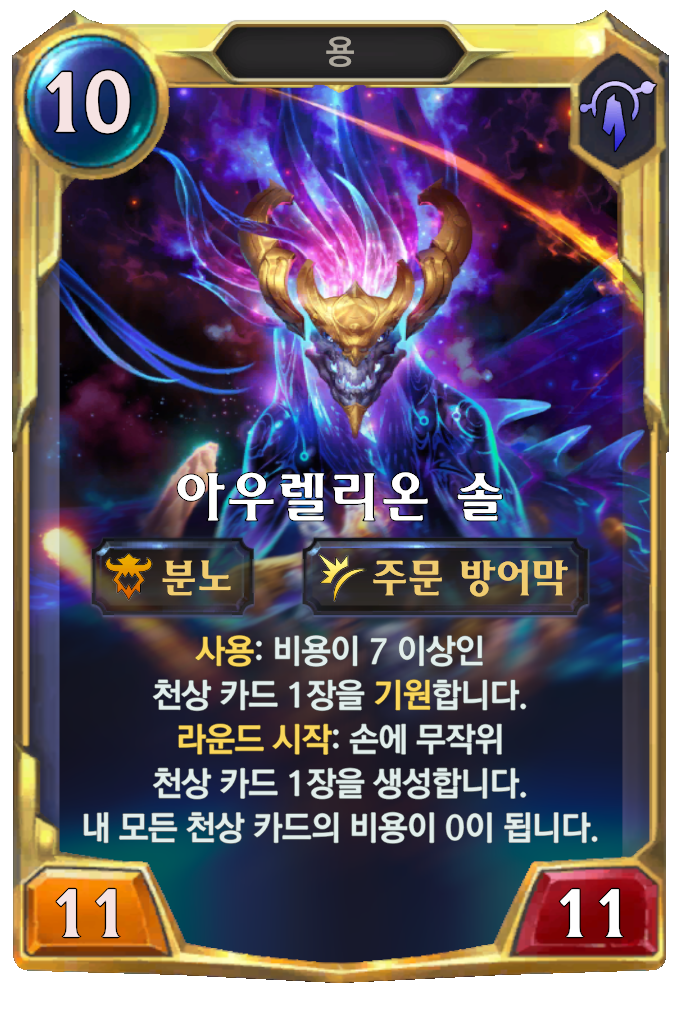 용
10
아우렐리온 솔
분노 주문 방어막
사용: 비용이 7 이상인
천상 카드 1장을 기원합니다.
라운드 시작: 손에 무작위
천상 카드 1장을 생성합니다.
내 모든 천상 카드의 비용이 0이 됩니다.
11 11